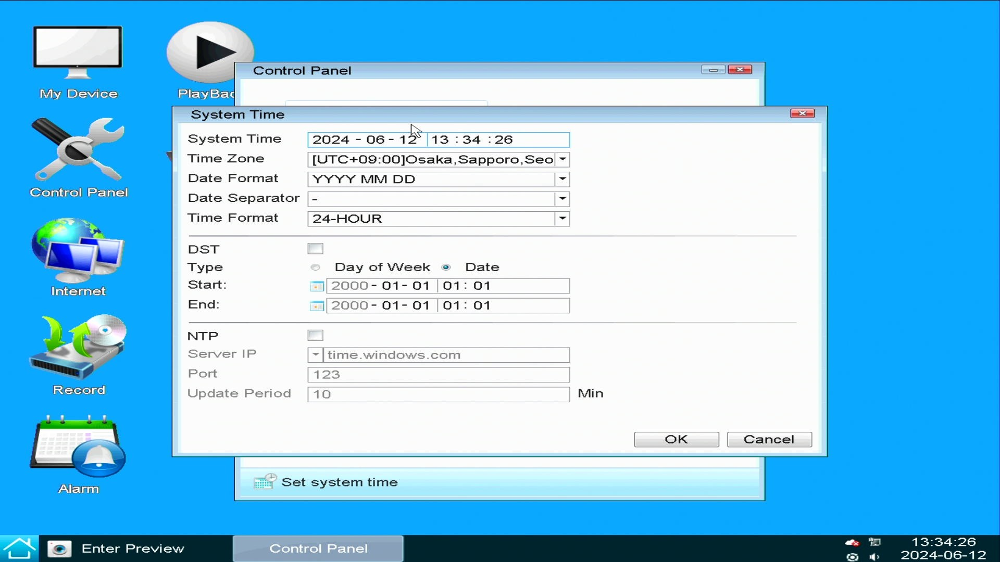 My Device
PlayBac
Control Panel
Internet
Record
Alarm
Control Panel
System Time
System Time 2024 - 06 - 12 13 : 34 : 26
Time Zone [UTC+09:00]Osaka,Sapporo,Seo
Date Format YYYY MM DD
Date Separator -
Time Format 24-HOUR
DST
Type Day of Week Date
Start: 2000 - 01 - 01 01 : 01
End: 2000 - 01 - 01 01 : 01
NTP
Server IP time.windows.com
Port 123
Update Period 10 Min
OK Cancel
Set system time
Enter Preview
Control Panel
13:34:26
2024-06-12